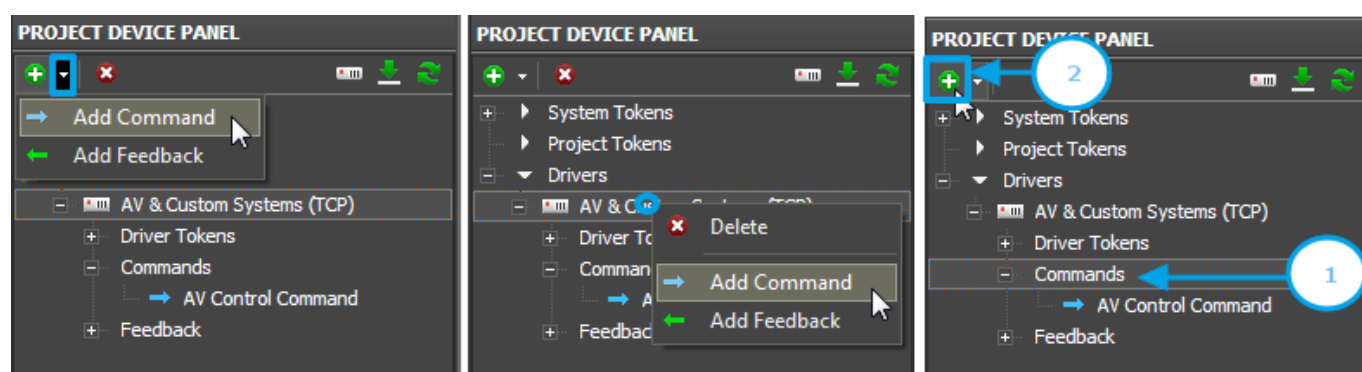 PROJECT DEVICE PANEL
Add Command
Add Feedback
AV & Custom Systems (TCP)
Driver Tokens
Commands
AV Control Command
Feedback
PROJECT DEVICE PANEL
System Tokens
Project Tokens
Drivers
AV & C
Delete
Driver To
Comman
Add Command
Add Feedback
Feedbac
PROJECT DEVICE PANEL
2
System Tokens
Project Tokens
Drivers
AV & Custom Systems (TCP)
Driver Tokens
Commands
1
AV Control Command
Feedback